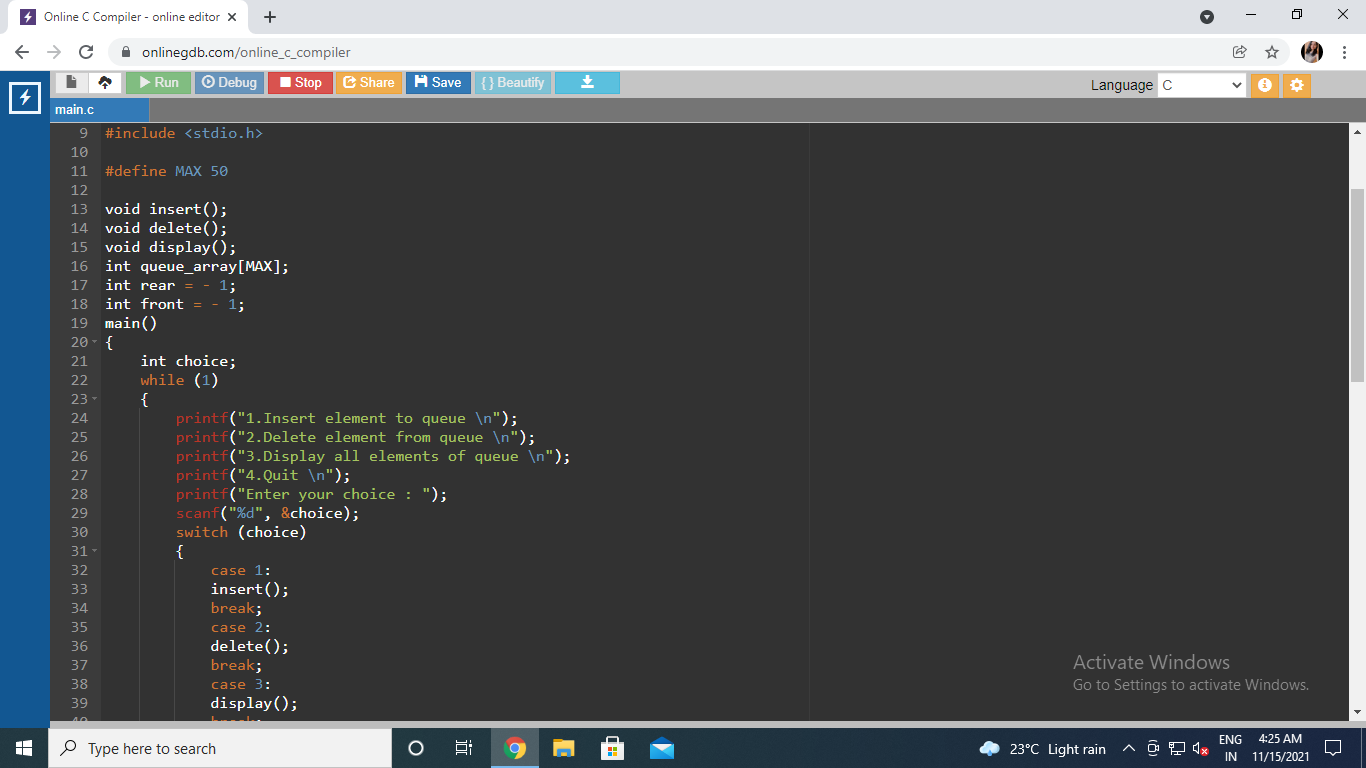 Online C Compiler - online editor
onlinegdb.com/online_c_compiler
Run Debug Stop Share Save { } Beautify
Language C
main.c
9 #include <stdio.h>
10
11 #define MAX 50
12
13 void insert();
14 void delete();
15 void display();
16 int queue_array[MAX];
17 int rear = - 1;
18 int front = - 1;
19 main()
20 {
21 int choice;
22 while (1)
23 {
24 printf("1.Insert element to queue \n");
25 printf("2.Delete element from queue \n");
26 printf("3.Display all elements of queue \n");
27 printf("4.Quit \n");
28 printf("Enter your choice : ");
29 scanf("%d", &choice);
30 switch (choice)
31 {
32 case 1:
33 insert();
34 break;
35 case 2:
36 delete();
37 break;
38 case 3:
39 display();
40 break;
Activate Windows
Go to Settings to activate Windows.
Type here to search
23°C Light rain
ENG
IN
4:25 AM
11/15/2021